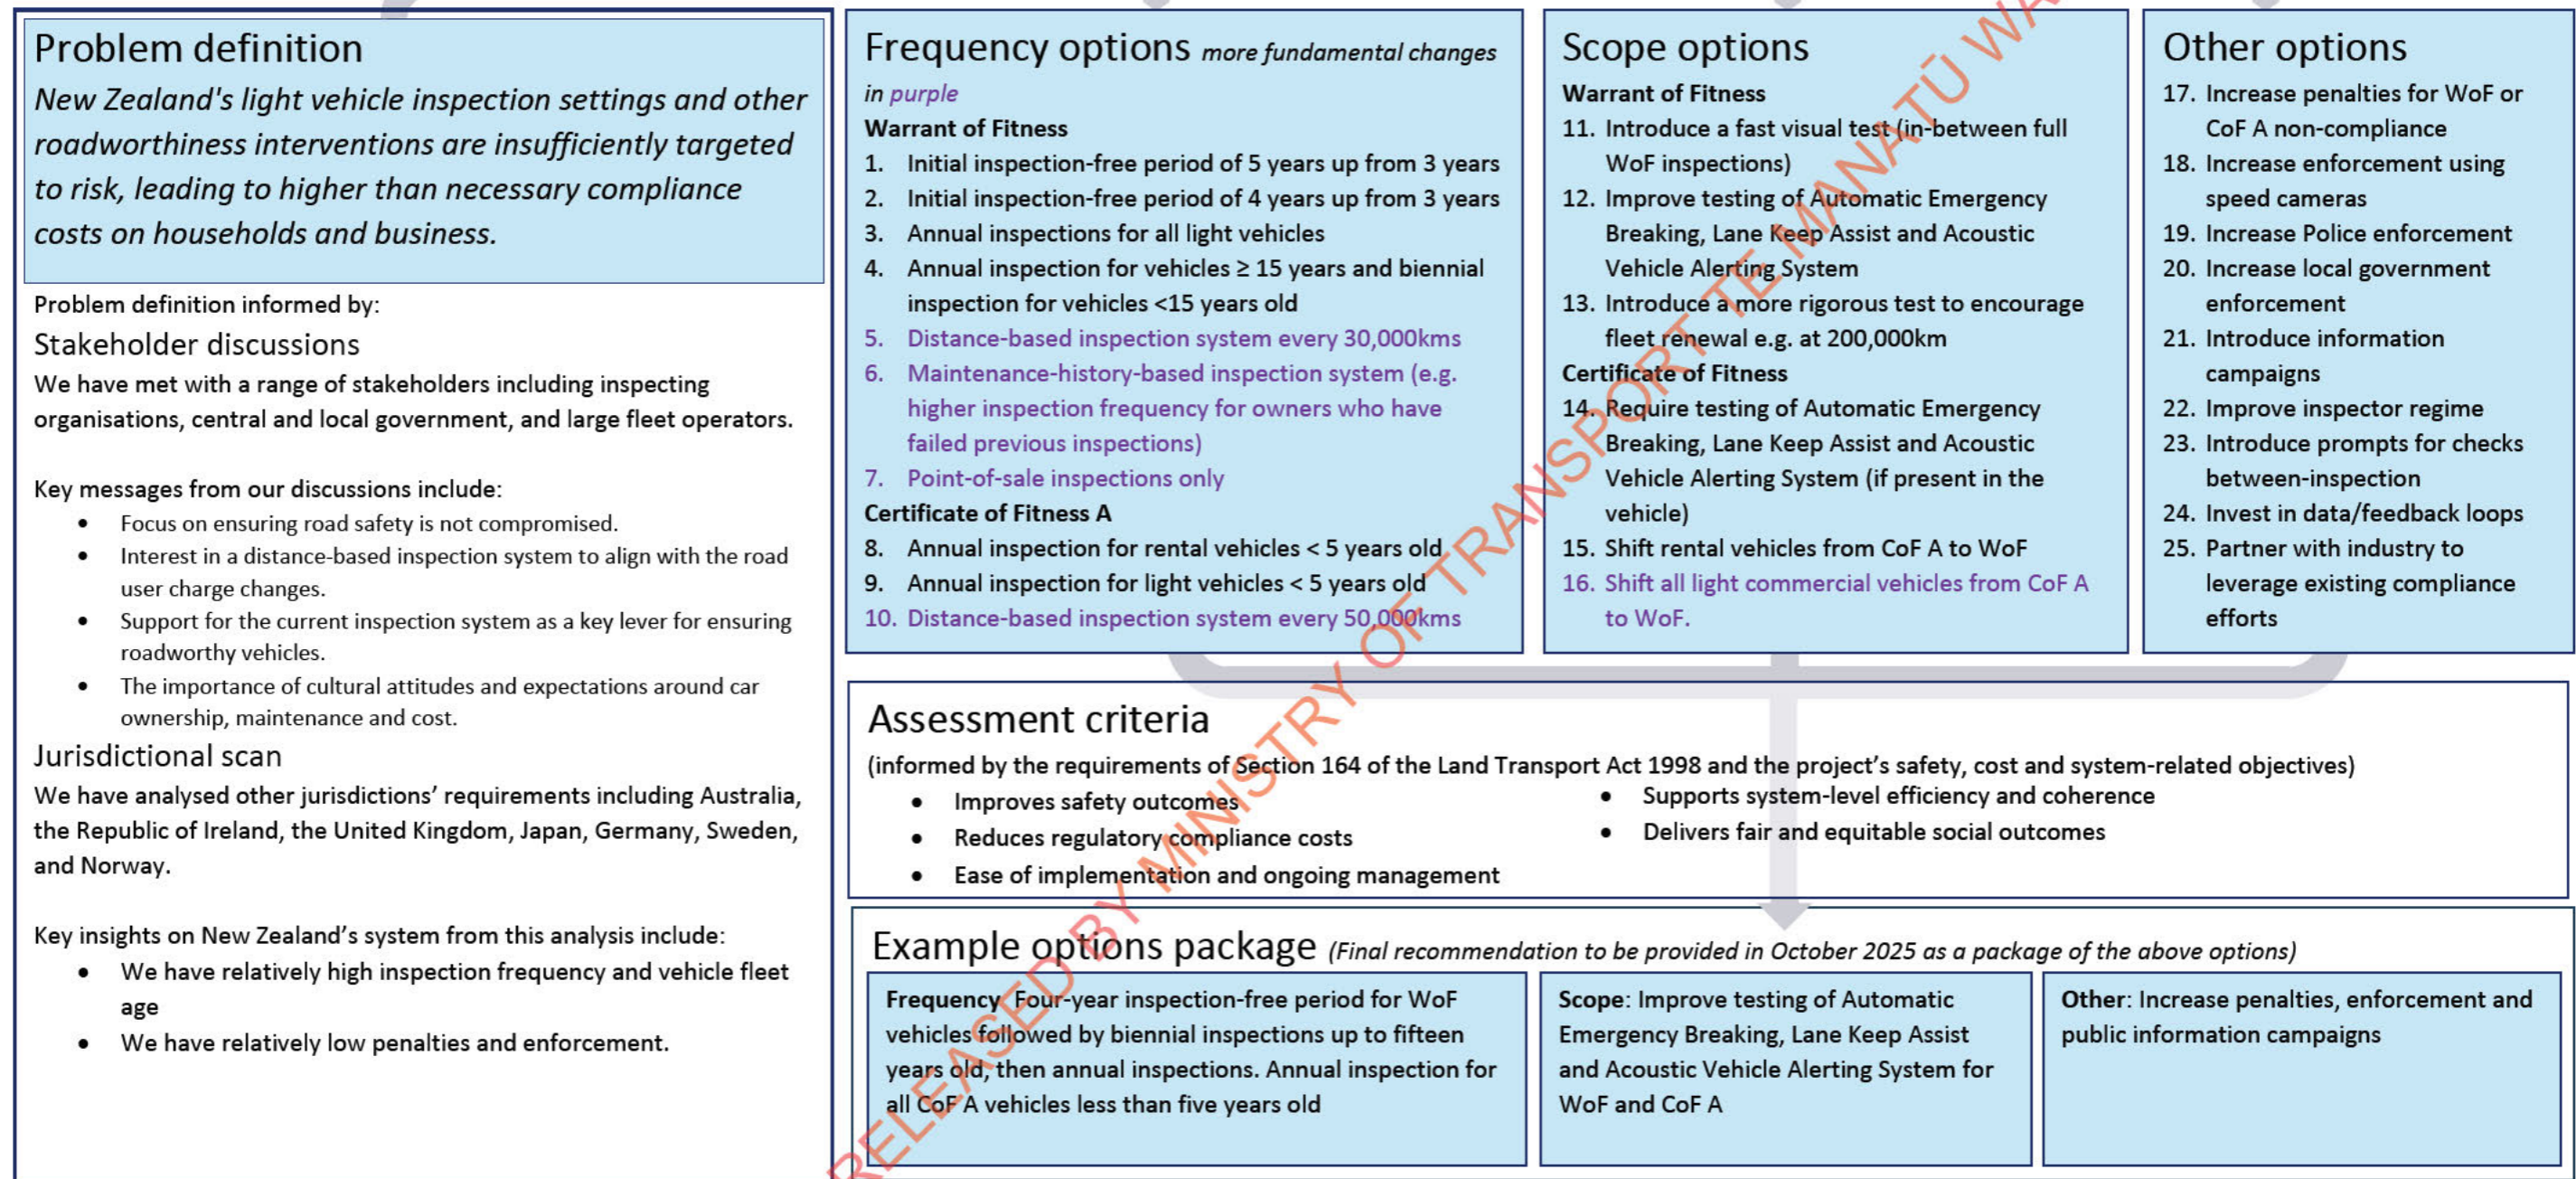 Problem definition
New Zealand's light vehicle inspection settings and other
roadworthiness interventions are insufficiently targeted
to risk, leading to higher than necessary compliance
costs on households and business.
Problem definition informed by:
Stakeholder discussions
We have met with a range of stakeholders including inspecting
organisations, central and local government, and large fleet operators.
Key messages from our discussions include:
• Focus on ensuring road safety is not compromised.
• Interest in a distance-based inspection system to align with the road
user charge changes.
• Support for the current inspection system as a key lever for ensuring
roadworthy vehicles.
• The importance of cultural attitudes and expectations around car
ownership, maintenance and cost.
Jurisdictional scan
We have analysed other jurisdictions’ requirements including Australia,
the Republic of Ireland, the United Kingdom, Japan, Germany, Sweden,
and Norway.
Key insights on New Zealand’s system from this analysis include:
• We have relatively high inspection frequency and vehicle fleet
age
• We have relatively low penalties and enforcement.
Frequency options more fundamental changes
in purple
Warrant of Fitness
1. Initial inspection-free period of 5 years up from 3 years
2. Initial inspection-free period of 4 years up from 3 years
3. Annual inspections for all light vehicles
4. Annual inspection for vehicles ≥ 15 years and biennial
inspection for vehicles <15 years old
5. Distance-based inspection system every 30,000kms
6. Maintenance-history-based inspection system (e.g.
higher inspection frequency for owners who have
failed previous inspections)
7. Point-of-sale inspections only
Certificate of Fitness A
8. Annual inspection for rental vehicles < 5 years old
9. Annual inspection for light vehicles < 5 years old
10. Distance-based inspection system every 50,000kms
Scope options
Warrant of Fitness
11. Introduce a fast visual test (in-between full
WoF inspections)
12. Improve testing of Automatic Emergency
Breaking, Lane Keep Assist and Acoustic
Vehicle Alerting System
13. Introduce a more rigorous test to encourage
fleet renewal e.g. at 200,000km
Certificate of Fitness
14. Require testing of Automatic Emergency
Breaking, Lane Keep Assist and Acoustic
Vehicle Alerting System (if present in the
vehicle)
15. Shift rental vehicles from CoF A to WoF
16. Shift all light commercial vehicles from CoF A
to WoF.
Other options
17. Increase penalties for WoF or
CoF A non-compliance
18. Increase enforcement using
speed cameras
19. Increase Police enforcement
20. Increase local government
enforcement
21. Introduce information
campaigns
22. Improve inspector regime
23. Introduce prompts for checks
between-inspection
24. Invest in data/feedback loops
25. Partner with industry to
leverage existing compliance
efforts
Assessment criteria
(informed by the requirements of Section 164 of the Land Transport Act 1998 and the project’s safety, cost and system-related objectives)
• Improves safety outcomes
• Reduces regulatory compliance costs
• Ease of implementation and ongoing management
• Supports system-level efficiency and coherence
• Delivers fair and equitable social outcomes
Example options package (Final recommendation to be provided in October 2025 as a package of the above options)
Frequency Four-year inspection-free period for WoF
vehicles followed by biennial inspections up to fifteen
years old, then annual inspections. Annual inspection for
all CoF A vehicles less than five years old
Scope: Improve testing of Automatic
Emergency Breaking, Lane Keep Assist
and Acoustic Vehicle Alerting System for
WoF and CoF A
Other: Increase penalties, enforcement and
public information campaigns
RELEASED BY MINISTRY OF TRANSPORT TE MANATŪ